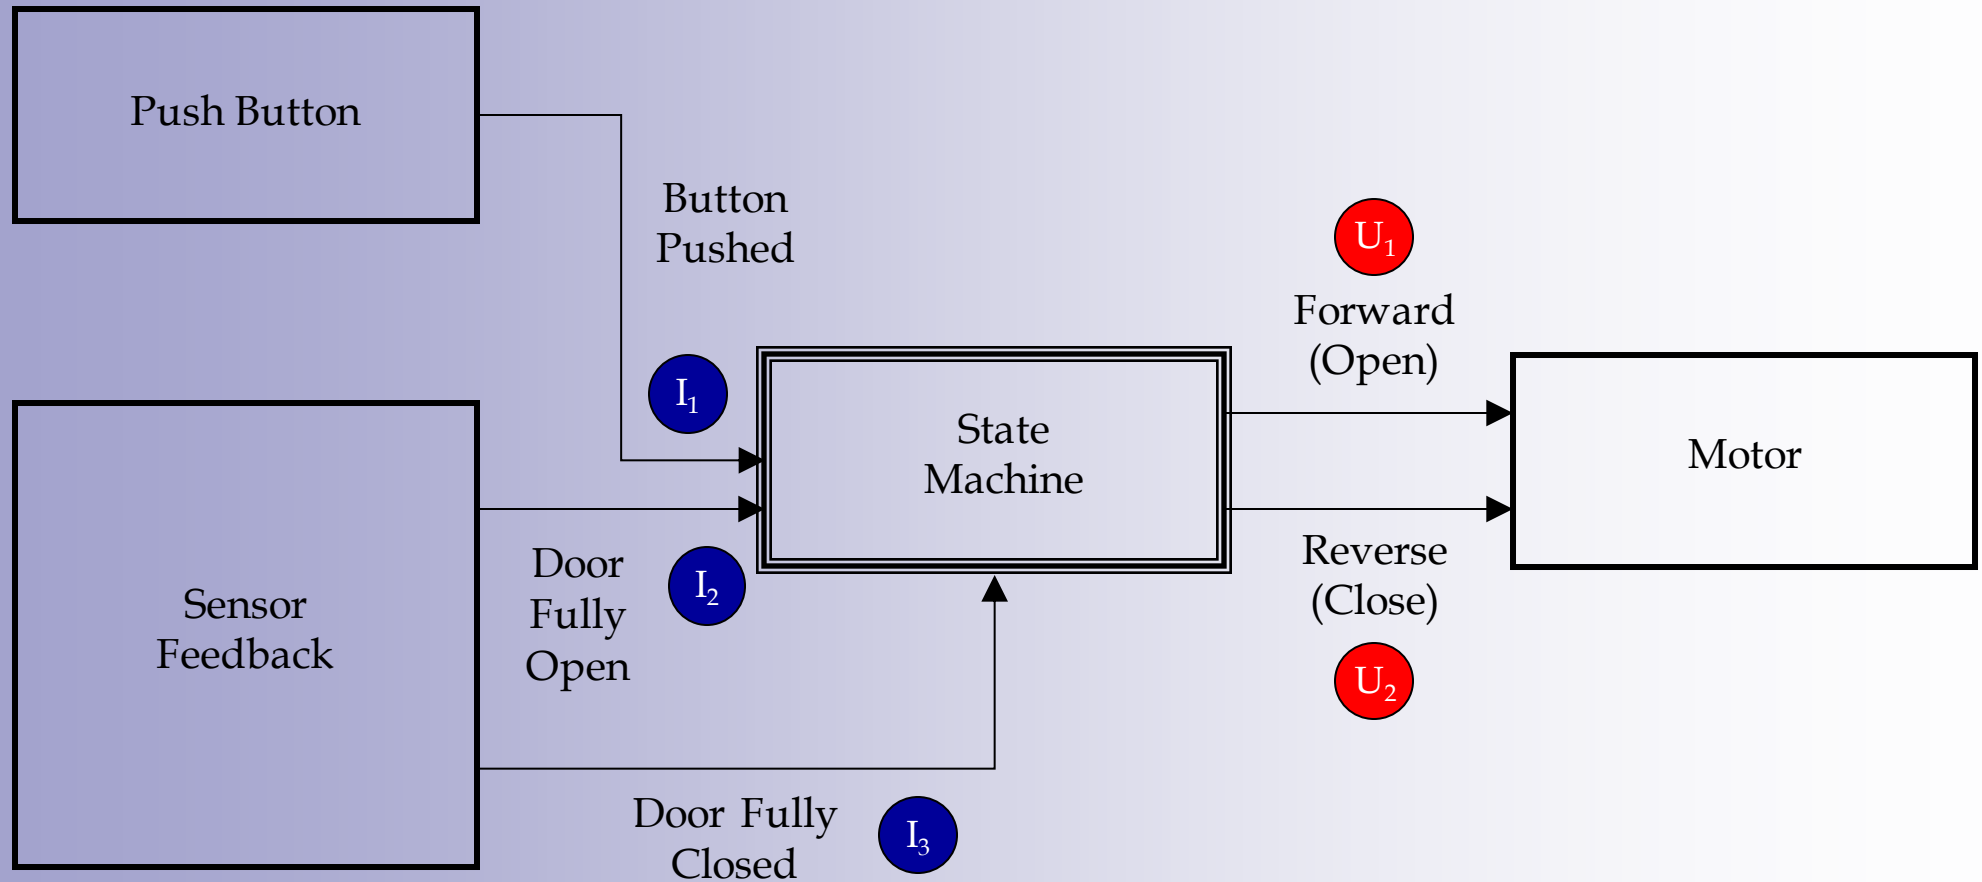 Push Button
Button
Pushed
I₁
U₁
Forward
(Open)
State
Machine
Motor
Sensor
Feedback
Door
Fully
Open
I₂
Reverse
(Close)
U₂
Door Fully
Closed
I₃